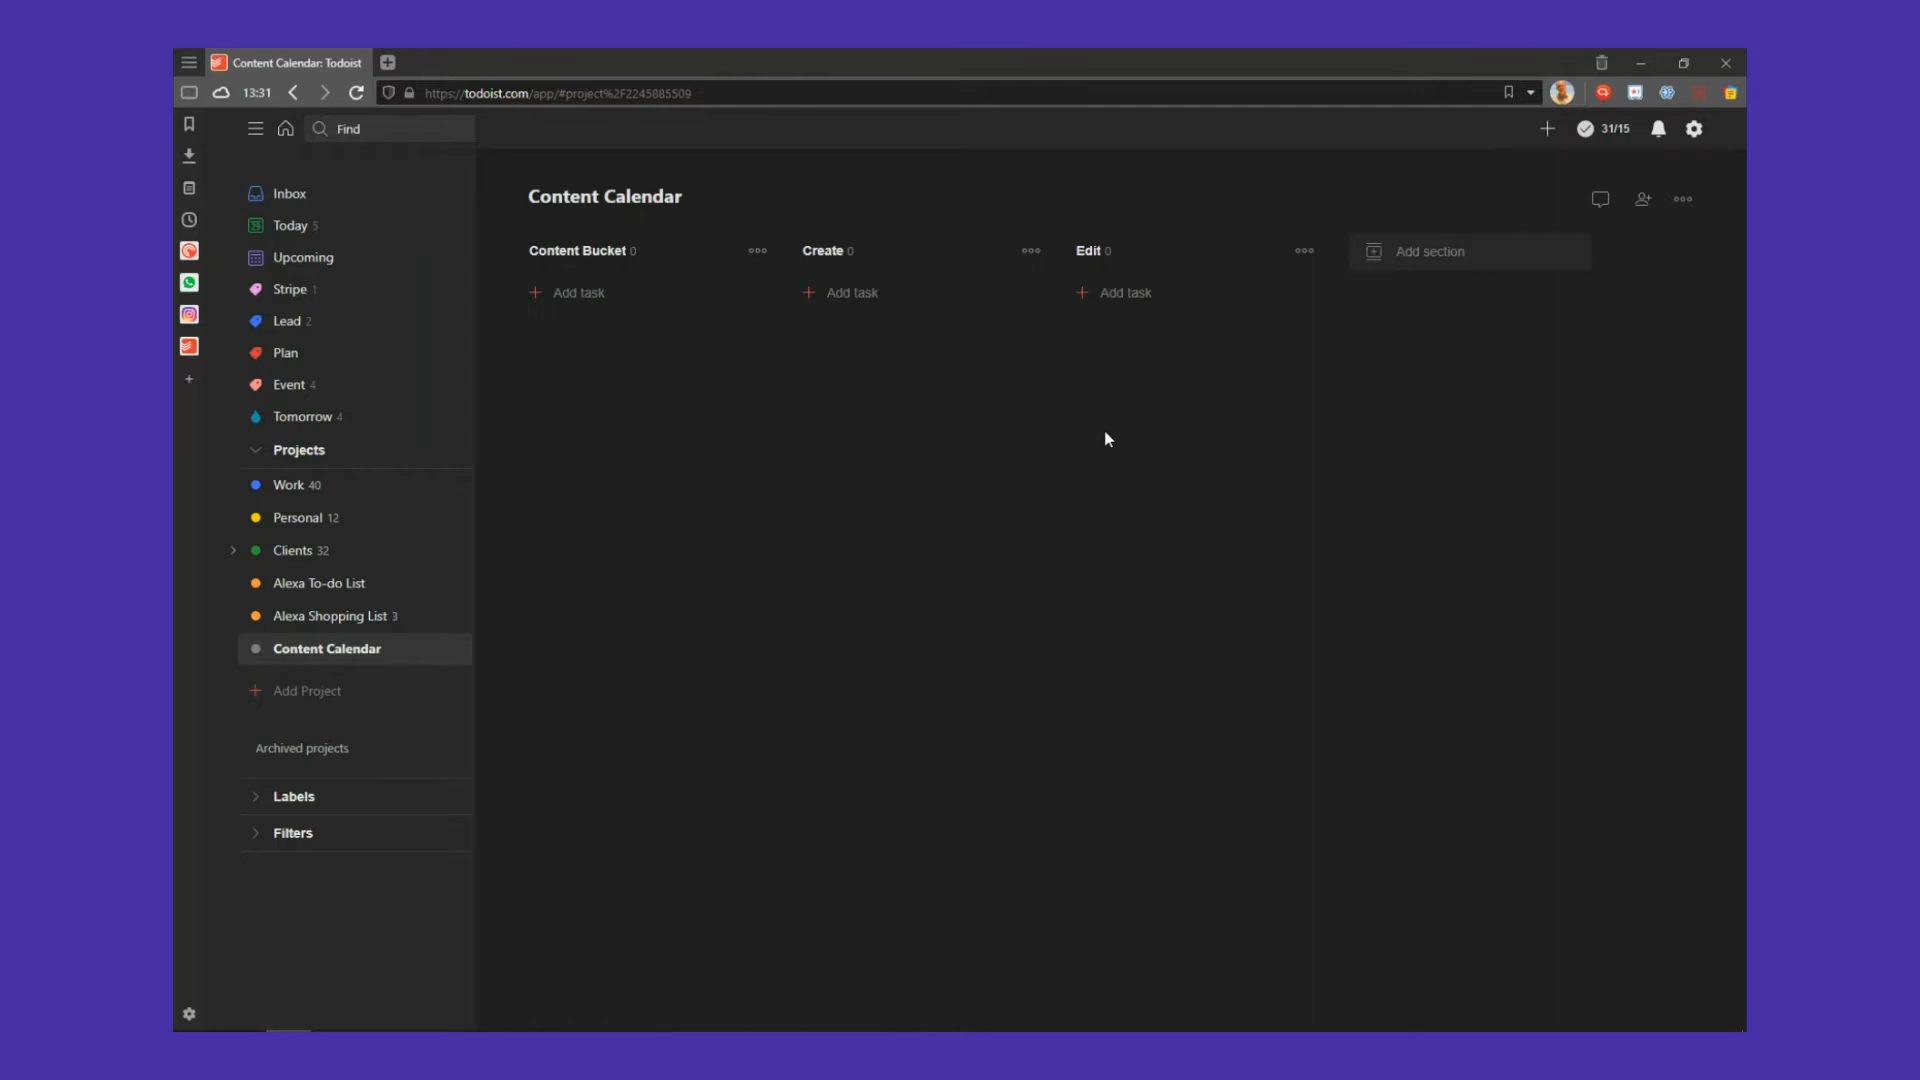 Content Calendar: Todoist
13:31
https://todoist.com/app/#project%2F2245885509
Find
31/15
Inbox
Today 5
Upcoming
Stripe 1
Lead 2
Plan
Event 4
Tomorrow 4
Projects
Work 40
Personal 12
Clients 32
Alexa To-do List
Alexa Shopping List 3
Content Calendar
Add Project
Archived projects
Labels
Filters
Content Calendar
Content Bucket 0
Create 0
Edit 0
Add section
Add task
Add task
Add task